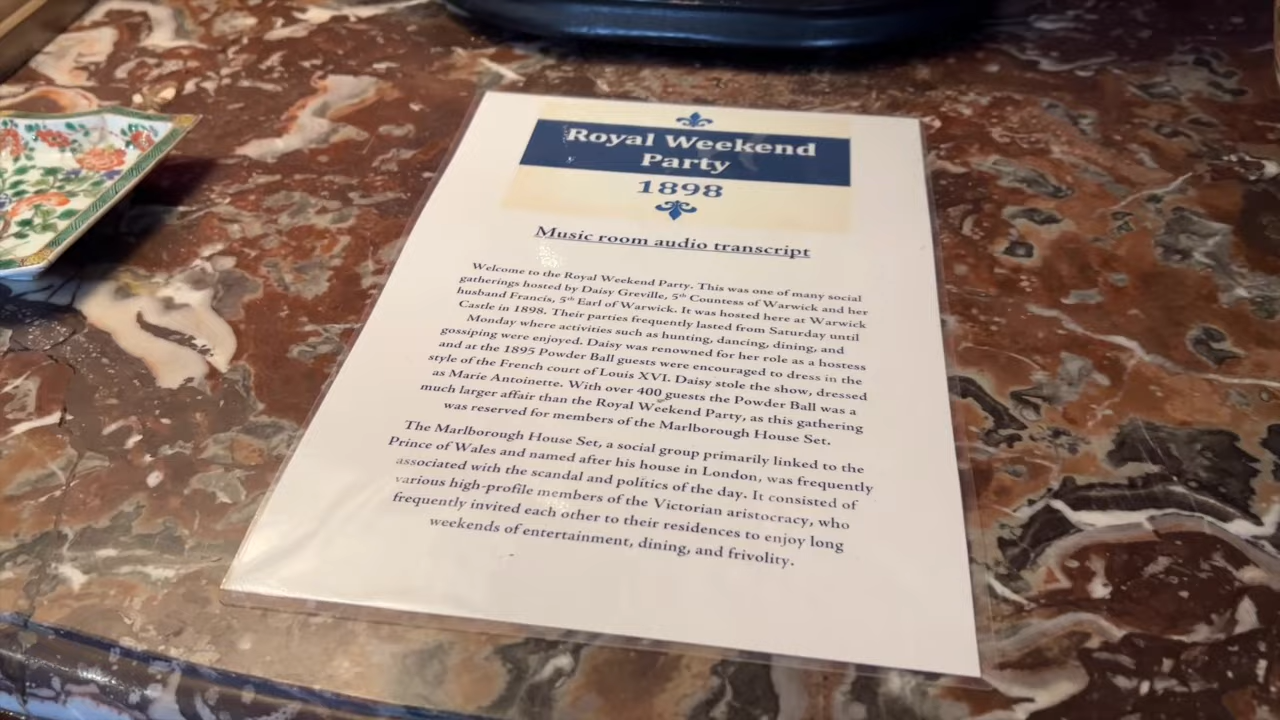 Royal Weekend
Party
1898
Music room audio transcript
Welcome to the Royal Weekend Party. This was one of many social
gatherings hosted by Daisy Greville, 5th Countess of Warwick and her
husband Francis, 5th Earl of Warwick. It was hosted here at Warwick
Castle in 1898. Their parties frequently lasted from Saturday until
Monday where activities such as hunting, dancing, dining, and
gossiping were enjoyed. Daisy was renowned for her role as a hostess
and at the 1895 Powder Ball guests were encouraged to dress in the
style of the French court of Louis XVI. Daisy stole the show, dressed
as Marie Antoinette. With over 400 guests the Powder Ball was a
much larger affair than the Royal Weekend Party, as this gathering
was reserved for members of the Marlborough House Set.
The Marlborough House Set, a social group primarily linked to the
Prince of Wales and named after his house in London, was frequently
associated with the scandal and politics of the day. It consisted of
various high-profile members of the Victorian aristocracy, who
frequently invited each other to their residences to enjoy long
weekends of entertainment, dining, and frivolity.